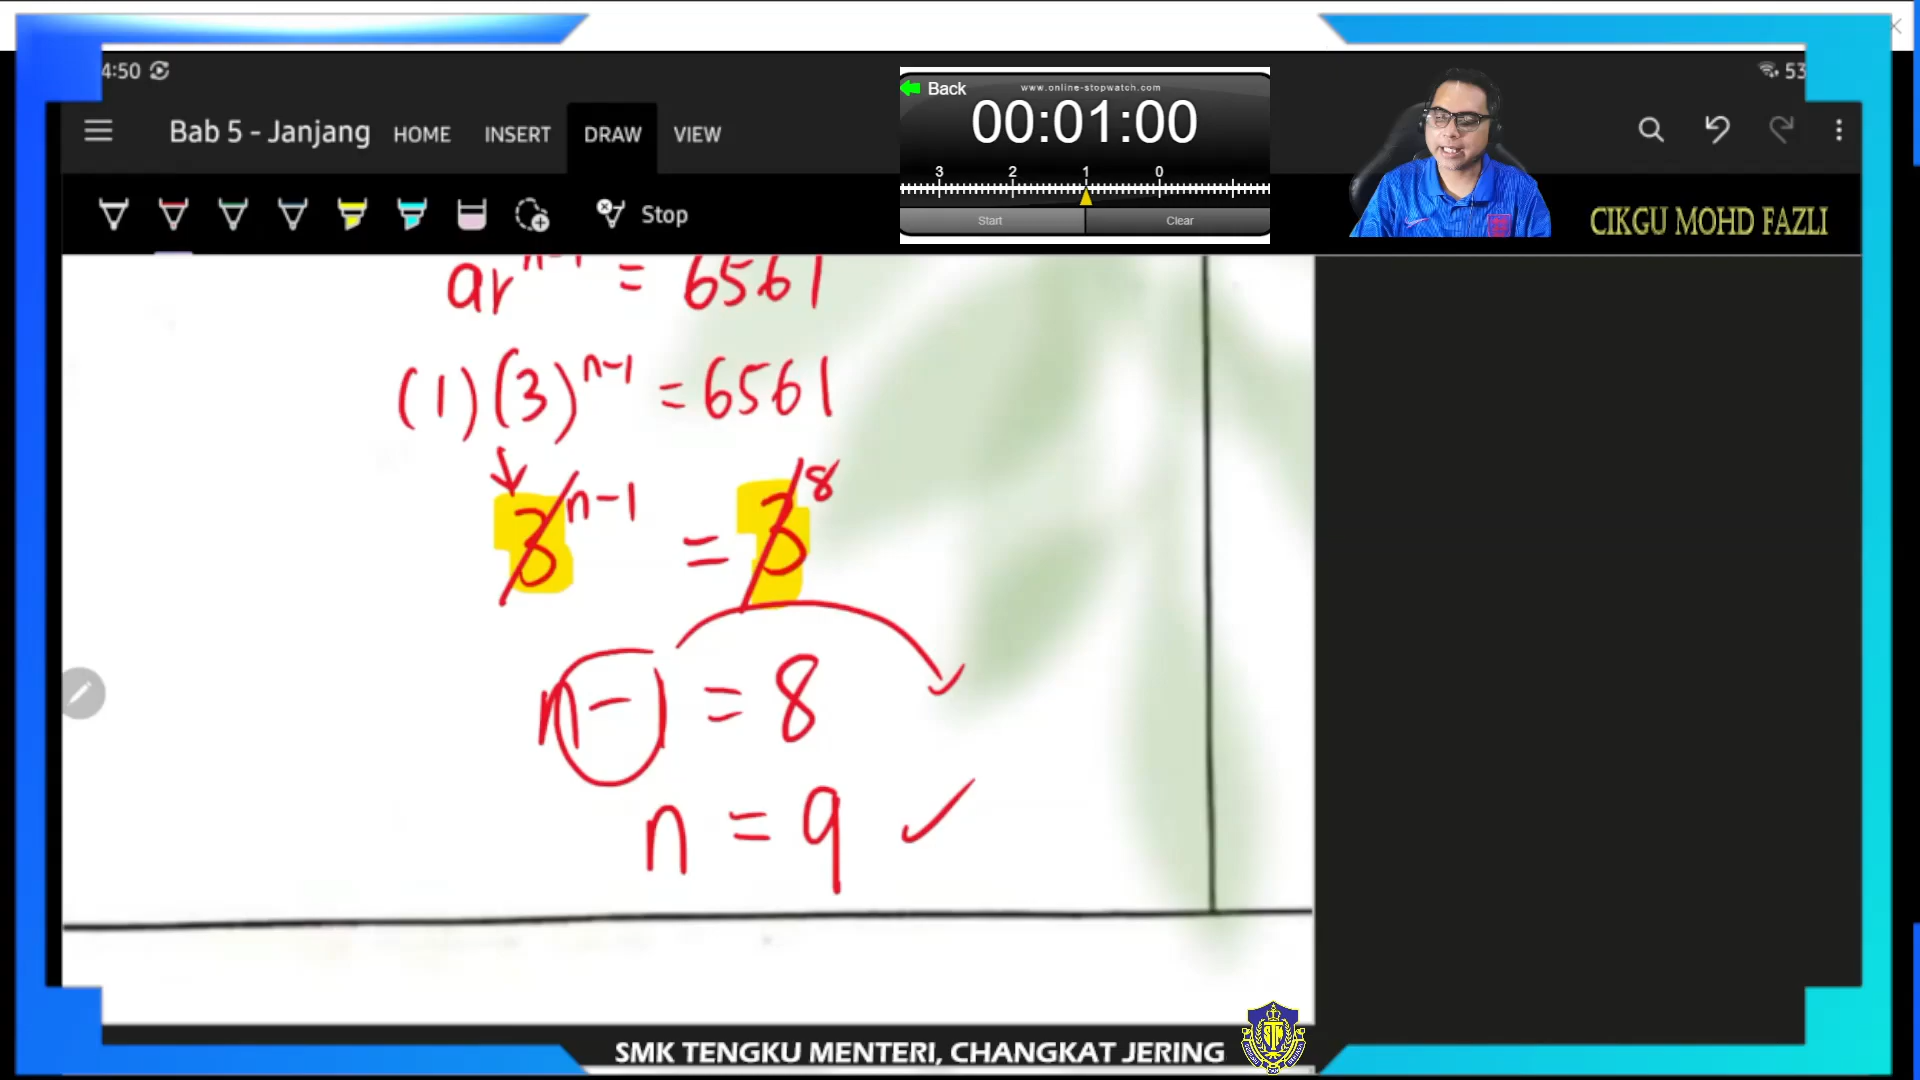 4:50
53
Back
www.online-stopwatch.com
00:01:00
3 2 1 0
Start Clear
CIKGU MOHD FAZLI
Bab 5 - Janjang HOME INSERT DRAW VIEW
Stop
ar^{n-1} = 6561
(1)(3)^{n-1} = 6561
3^{n-1} = 3^8
n-1 = 8
n = 9 ✓
SMK TENGKU MENTERI, CHANGKAT JERING